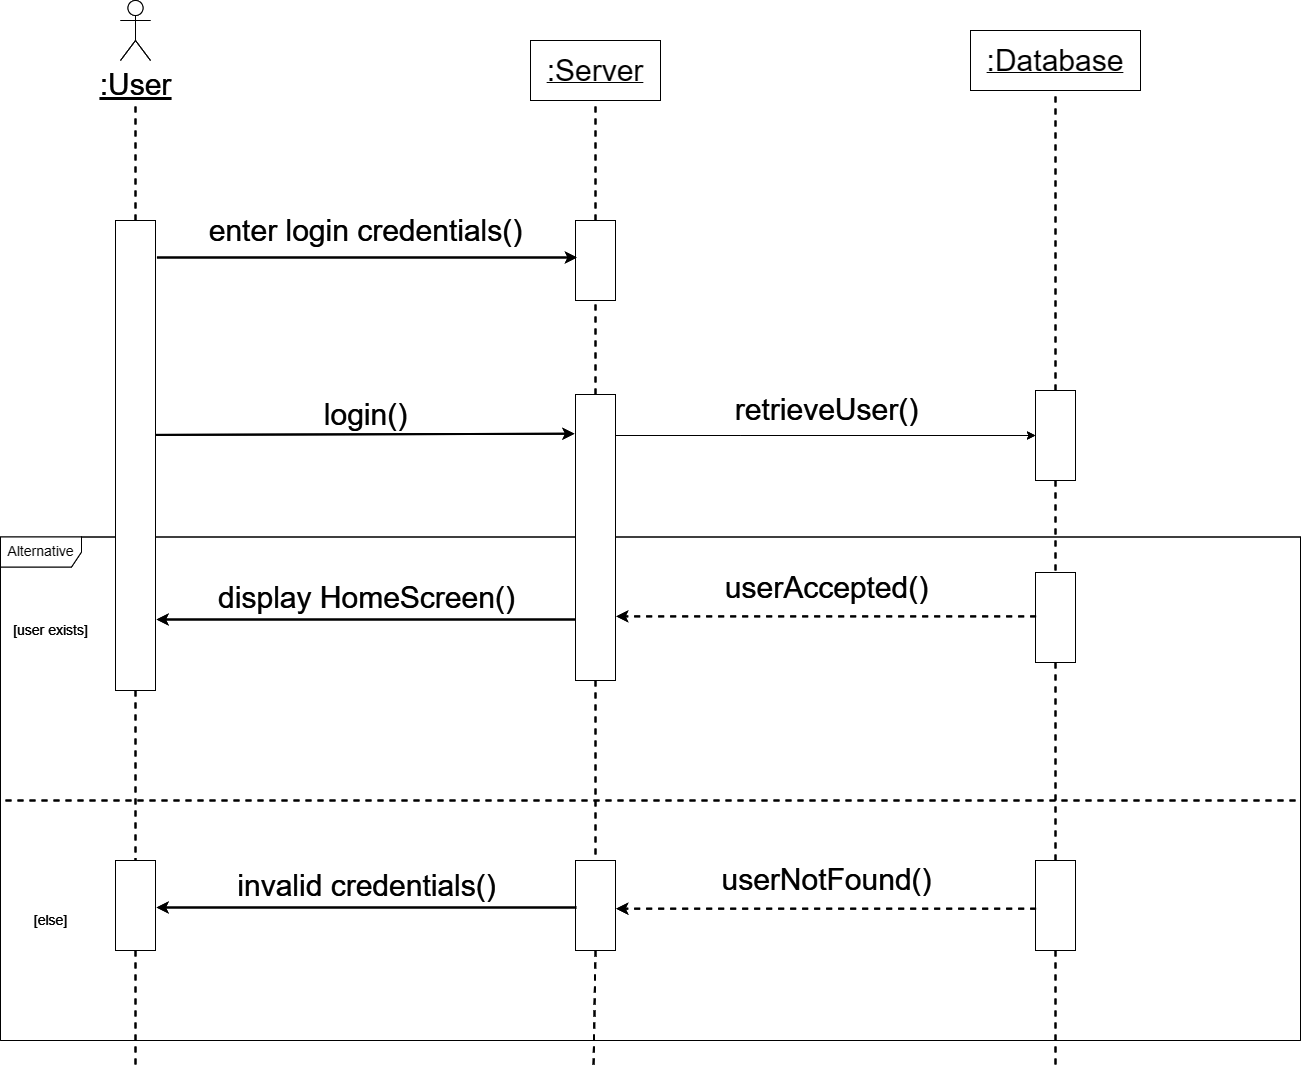 :User
:Server
:Database
enter login credentials()
login()
retrieveUser()
Alternative
[user exists]
display HomeScreen()
userAccepted()
[else]
invalid credentials()
userNotFound()